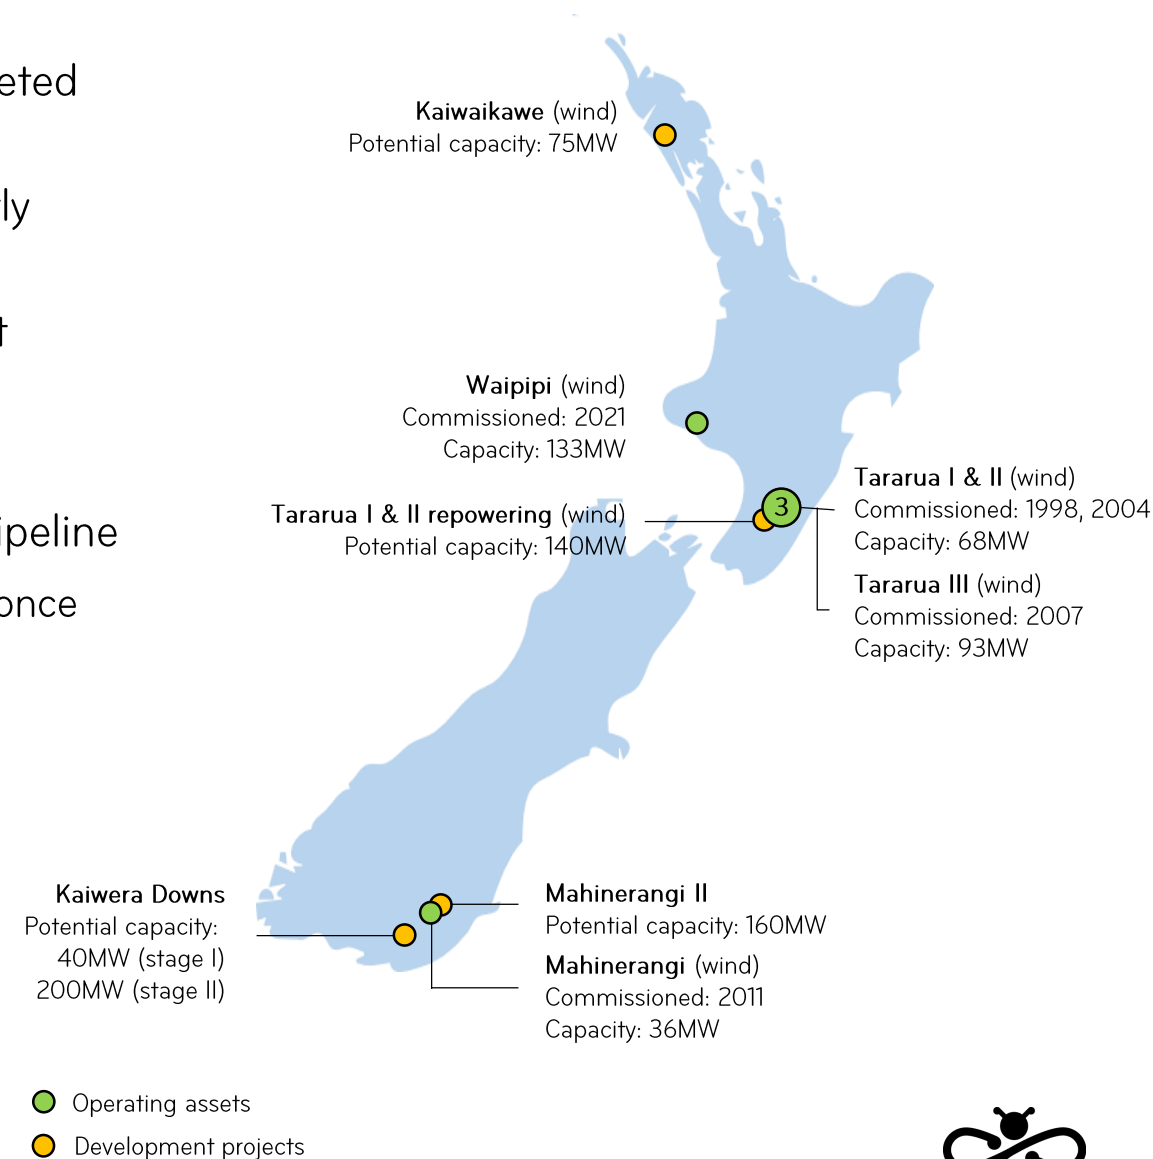 eted
ly
t
ipeline
once
Kaiwaikawe (wind)
Potential capacity: 75MW
Waipipi (wind)
Commissioned: 2021
Capacity: 133MW
Tararua I & II repowering (wind)
Potential capacity: 140MW
3
Tararua I & II (wind)
Commissioned: 1998, 2004
Capacity: 68MW
Tararua III (wind)
Commissioned: 2007
Capacity: 93MW
Kaiwera Downs
Potential capacity:
40MW (stage I)
200MW (stage II)
Mahinerangi II
Potential capacity: 160MW
Mahinerangi (wind)
Commissioned: 2011
Capacity: 36MW
Operating assets
Development projects